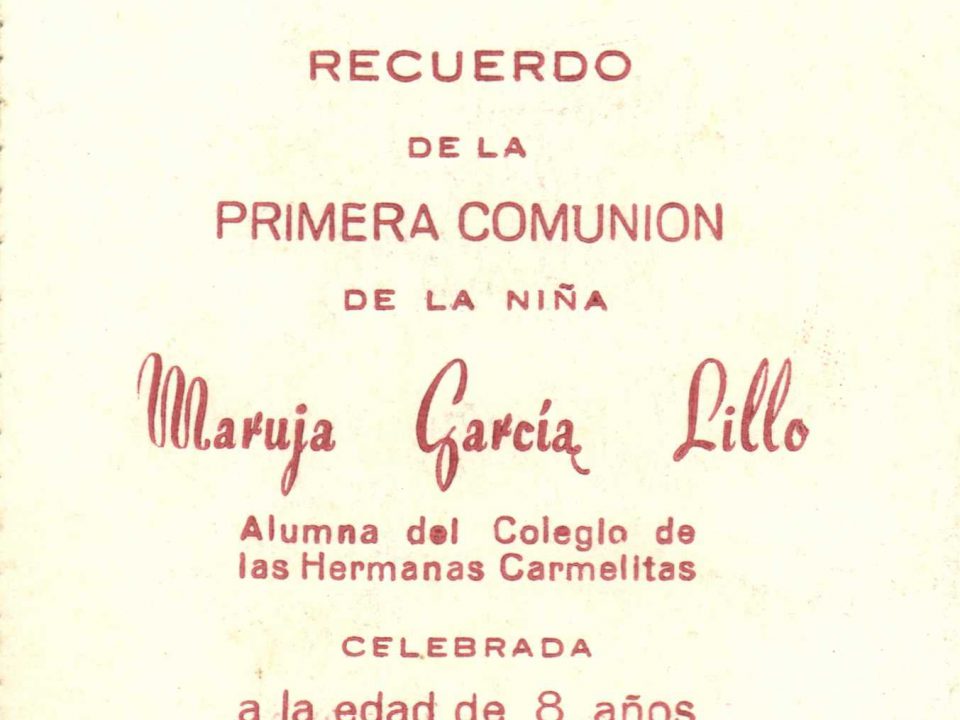 RECUERDO
DE LA
PRIMERA COMUNION
DE LA NIÑA
Maruja García Lillo
Alumna del Colegio de
las Hermanas Carmelitas
CELEBRADA
a la edad de 8 años